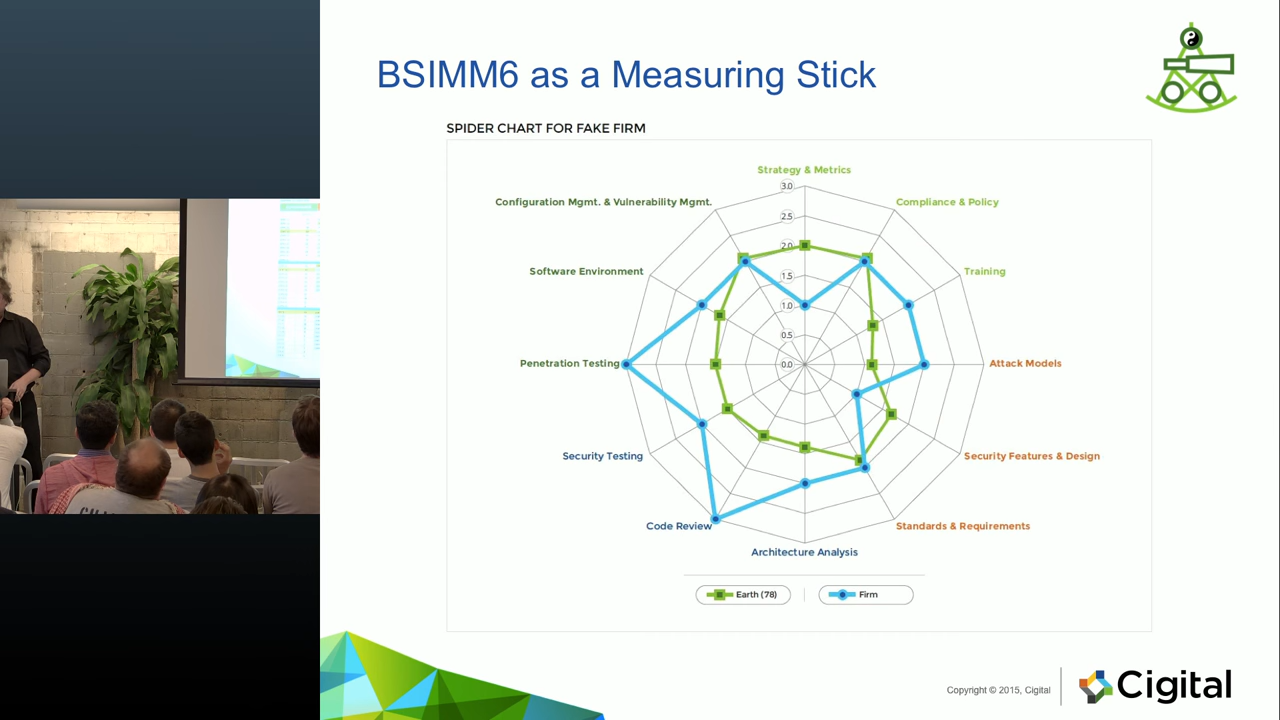 BSIMM6 as a Measuring Stick
SPIDER CHART FOR FAKE FIRM
Strategy & Metrics
3.0
Configuration Mgmt. & Vulnerability Mgmt.
Compliance & Policy
2.5
2.0
Software Environment
Training
1.5
1.0
0.5
Penetration Testing
0.0
Attack Models
Security Testing
Security Features & Design
Code Review
Standards & Requirements
Architecture Analysis
Earth (78)
Firm
Copyright © 2015, Cigital
Cigital